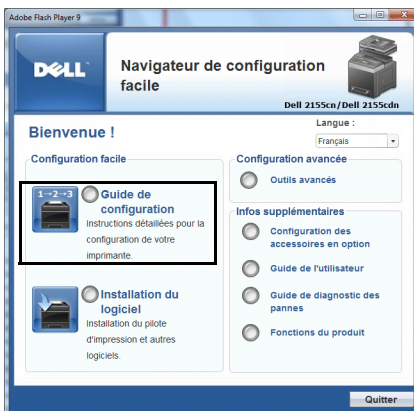 Adobe Flash Player 9
DELL
Navigateur de configuration
facile
Dell 2155cn/Dell 2155cdn
Bienvenue !
Langue :
Français
Configuration facile
1→2→3
Guide de
configuration
Instructions détaillées pour la
configuration de votre
imprimante.
Installation du
logiciel
Installation du pilote
d'impression et autres
logiciels.
Configuration avancée
Outils avancés
Infos supplémentaires
Configuration des
accessoires en option
Guide de l'utilisateur
Guide de diagnostic des
pannes
Fonctions du produit
Quitter